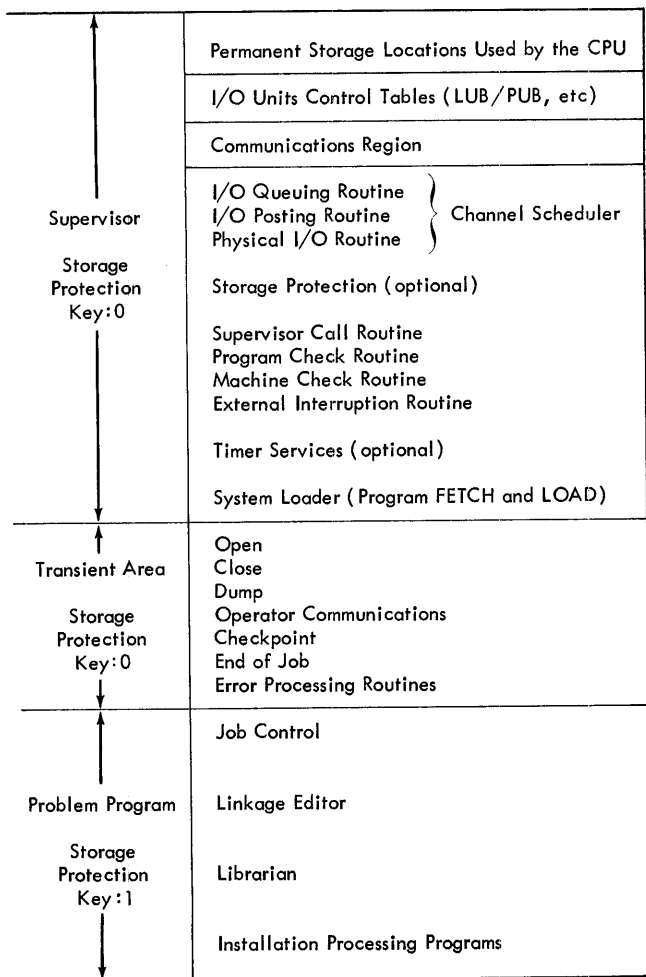 Permanent Storage Locations Used by the CPU
I/O Units Control Tables (LUB/PUB, etc)
Communications Region
Supervisor
Storage
Protection
Key:0
I/O Queuing Routine
I/O Posting Routine
Physical I/O Routine
Channel Scheduler
Storage Protection (optional)
Supervisor Call Routine
Program Check Routine
Machine Check Routine
External Interruption Routine
Timer Services (optional)
System Loader (Program FETCH and LOAD)
Transient Area
Storage
Protection
Key:0
Open
Close
Dump
Operator Communications
Checkpoint
End of Job
Error Processing Routines
Problem Program
Storage
Protection
Key:1
Job Control
Linkage Editor
Librarian
Installation Processing Programs